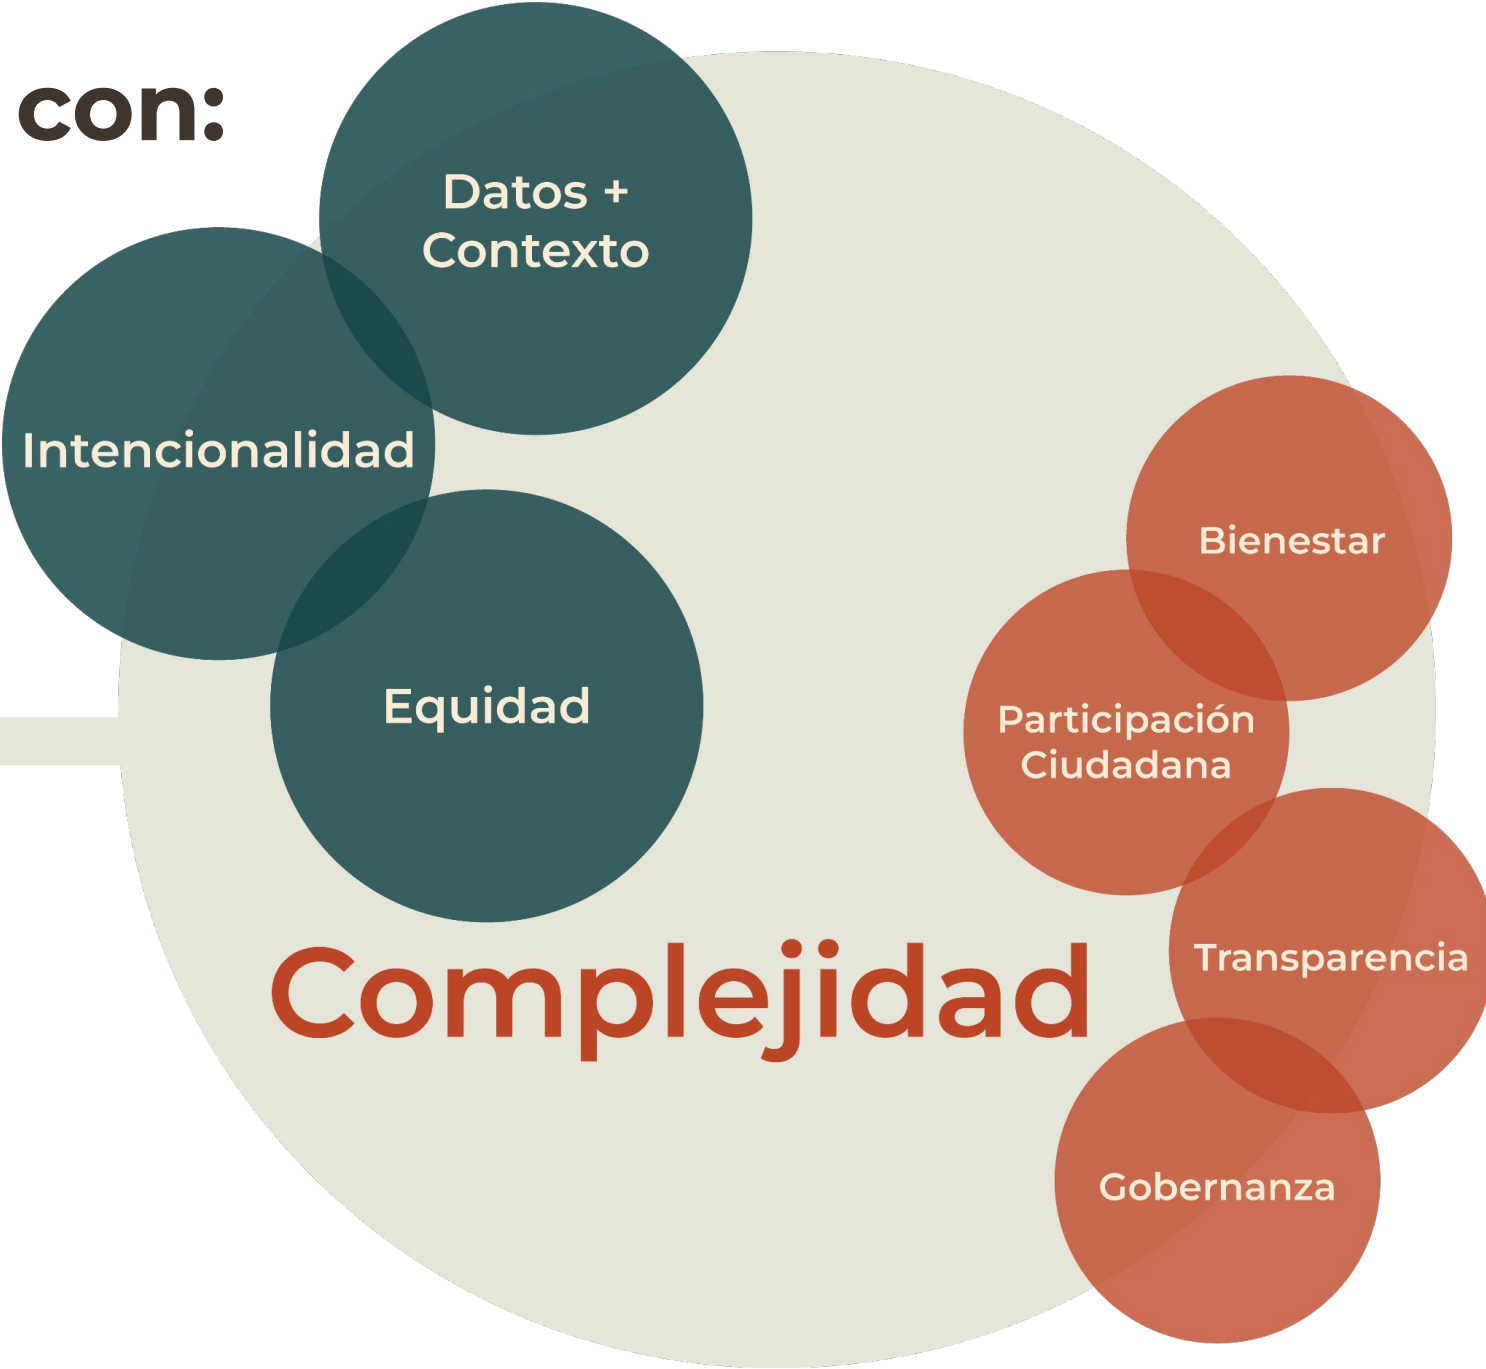 con:
Datos +
Contexto
Intencionalidad
Equidad
Bienestar
Participación
Ciudadana
Complejidad
Transparencia
Gobernanza